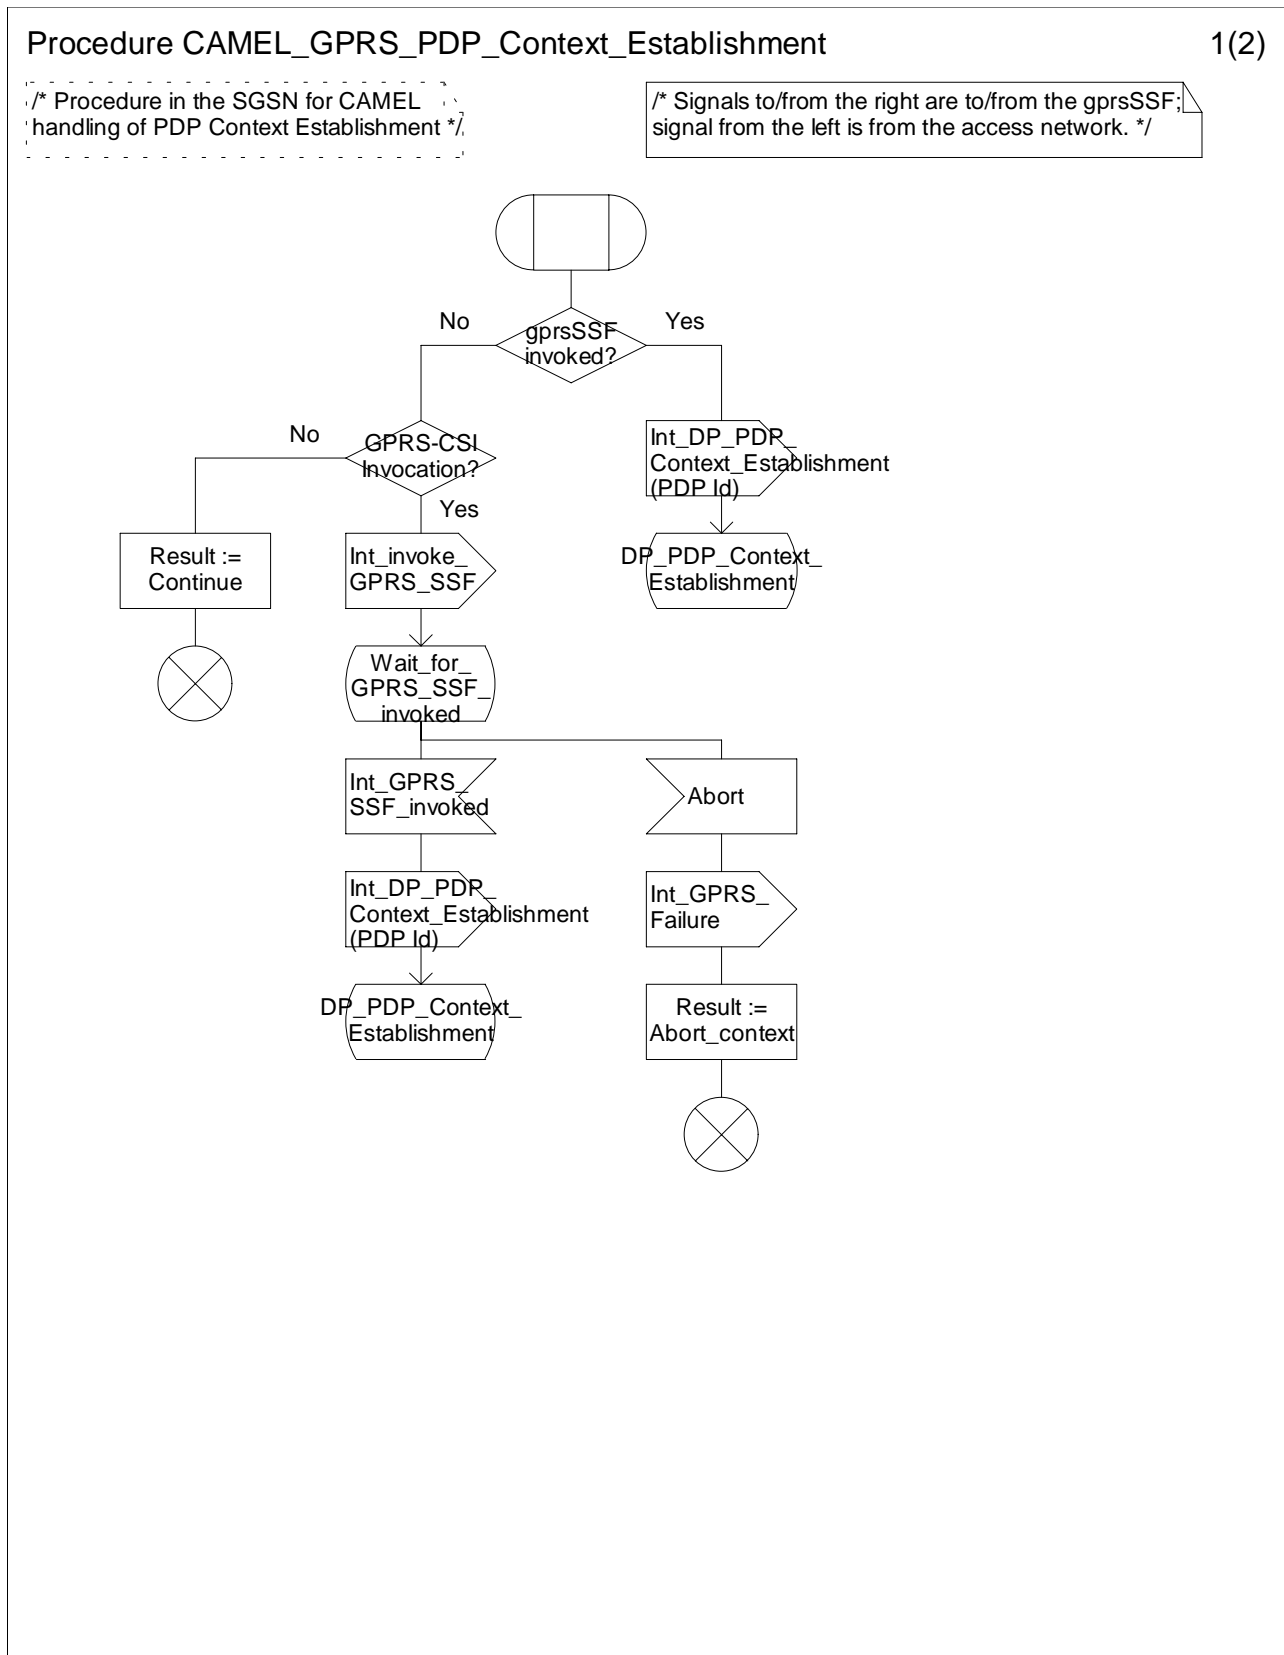 Procedure CAMEL_GPRS_PDP_Context_Establishment
1(2)
/* Procedure in the SGSN for CAMEL
handling of PDP Context Establishment */
/* Signals to/from the right are to/from the gprsSSF;
signal from the left is from the access network. */
No
gprsSSF
invoked?
Yes
No
GPRS-CSI
Invocation?
Yes
Int_DP_PDP_
Context_Establishment
(PDP Id)
Result :=
Continue
Int_invoke_
GPRS_SSF
DP_PDP_Context_
Establishment
Wait_for_
GPRS_SSF_
invoked
Int_GPRS_
SSF_invoked
Abort
Int_DP_PDP_
Context_Establishment
(PDP Id)
Int_GPRS_
Failure
DP_PDP_Context_
Establishment
Result :=
Abort_context